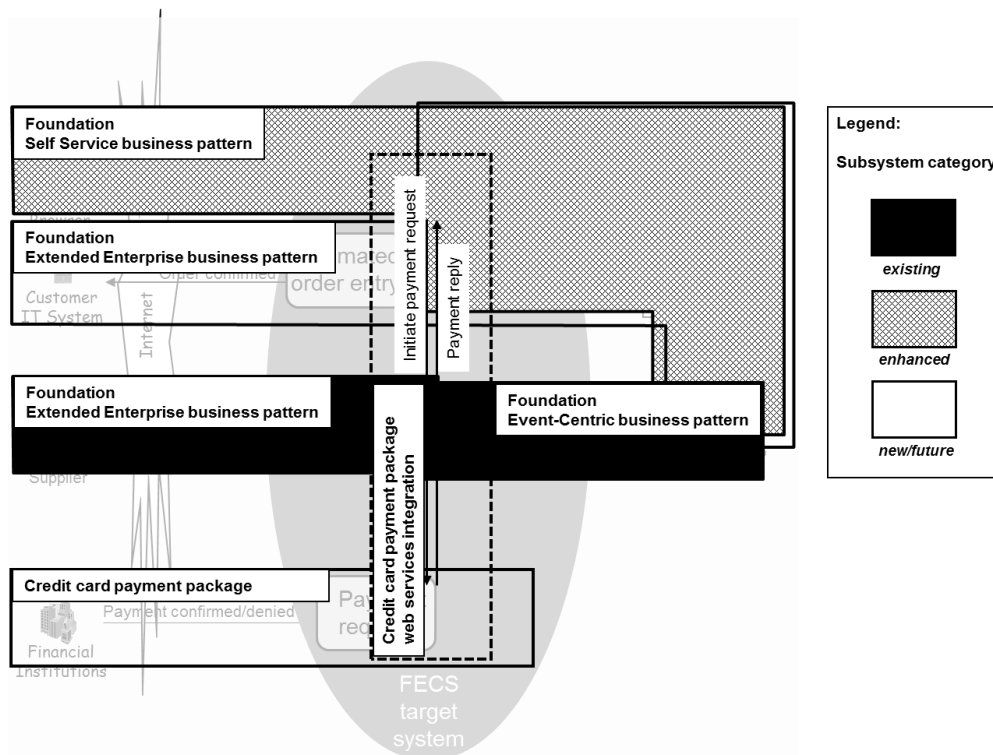 Foundation
Self Service business pattern
Foundation
Extended Enterprise business pattern
Order confirmed
order entry
Customer
IT System
Internet
Initiate payment request
Payment reply
Foundation
Extended Enterprise business pattern
Foundation
Event-Centric business pattern
Supplier
Credit card payment package
web services integration
Credit card payment package
Payment confirmed/denied
Financial
Institutions
FECS
target
system
Legend:
Subsystem category
existing
enhanced
new/future